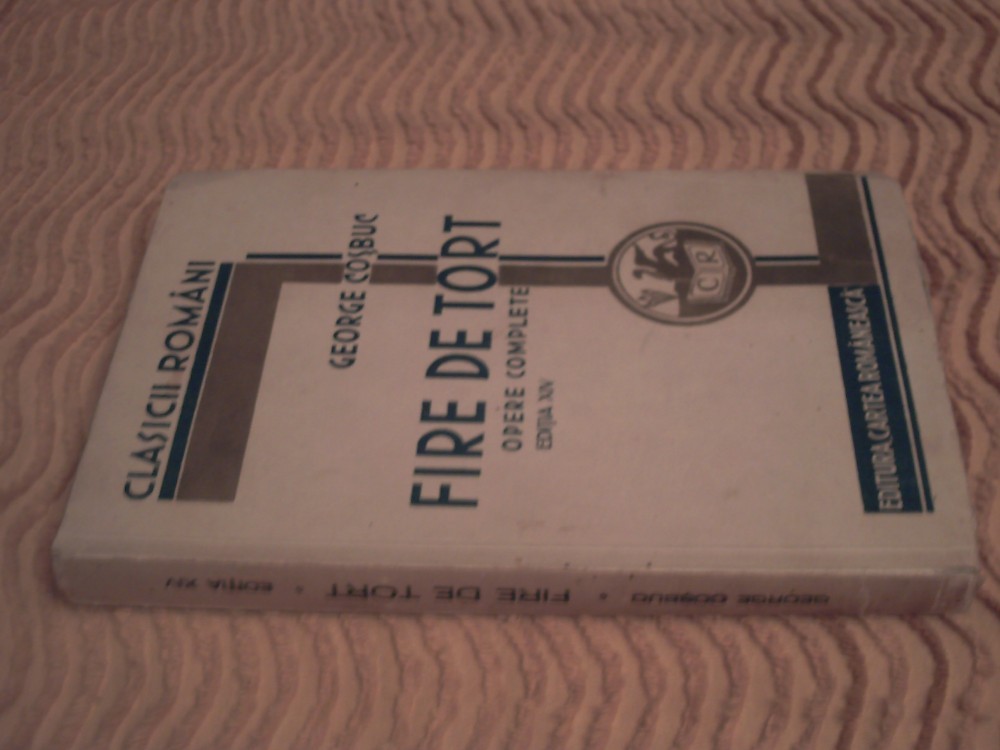 CLASICII ROMÂNI
GEORGE COȘBUC
FIRE DE TORT
OPERE COMPLETE
EDIȚIA XIV
CR
EDITURA CARTEA ROMÂNEASCĂ
GEORGE COȘBUC * FIRE DE TORT * EDIȚIA XIV